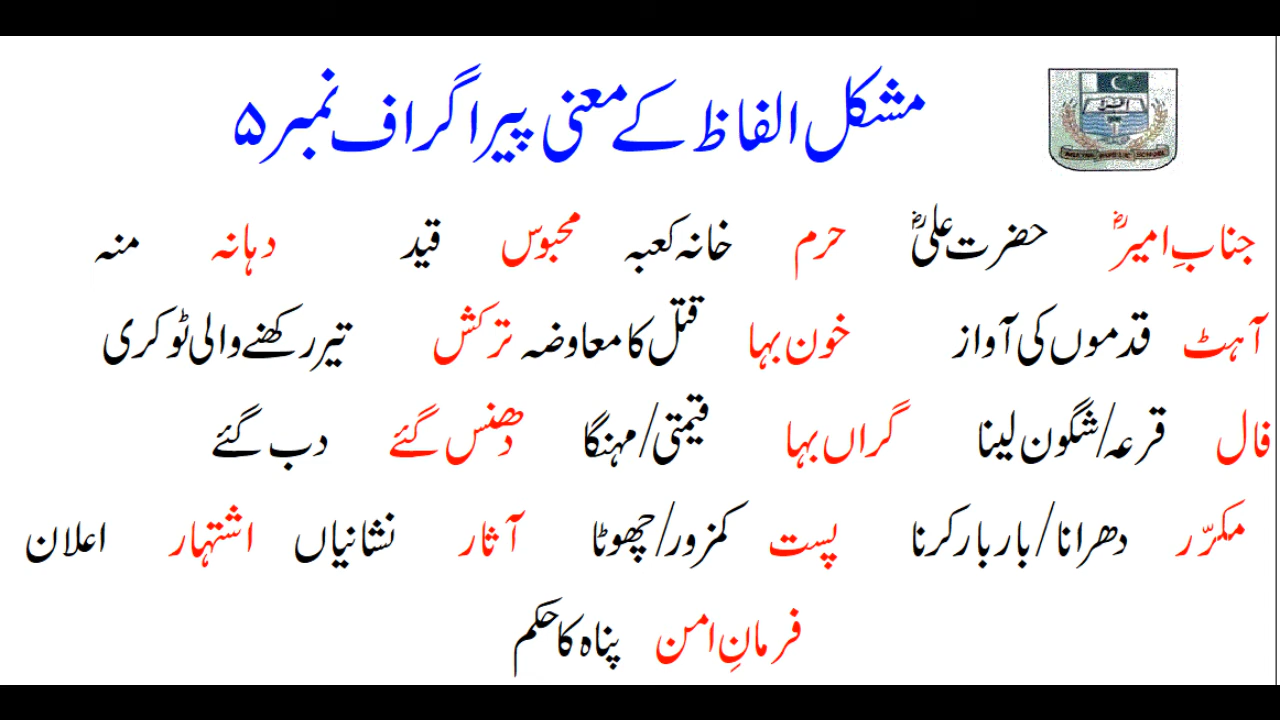 مشکل الفاظ کے معنی پیراگراف نمبر ۵
جنابِ امیرؓ حضرت علیؓ حرم خانہ کعبہ محبوس قید دہانہ منہ
آہٹ قدموں کی آواز خون بہا قتل کا معاوضہ ترکش تیر رکھنے والی ٹوکری
فال قرعہ/شگون لینا گراں بہا قیمتی/مہنگا دھنس گئے دب گئے
مکرّر دھرانا/بار بار کرنا پست کمزور/چھوٹا آثار نشانیاں اشتہار اعلان
فرمانِ امن پناہ کا حکم